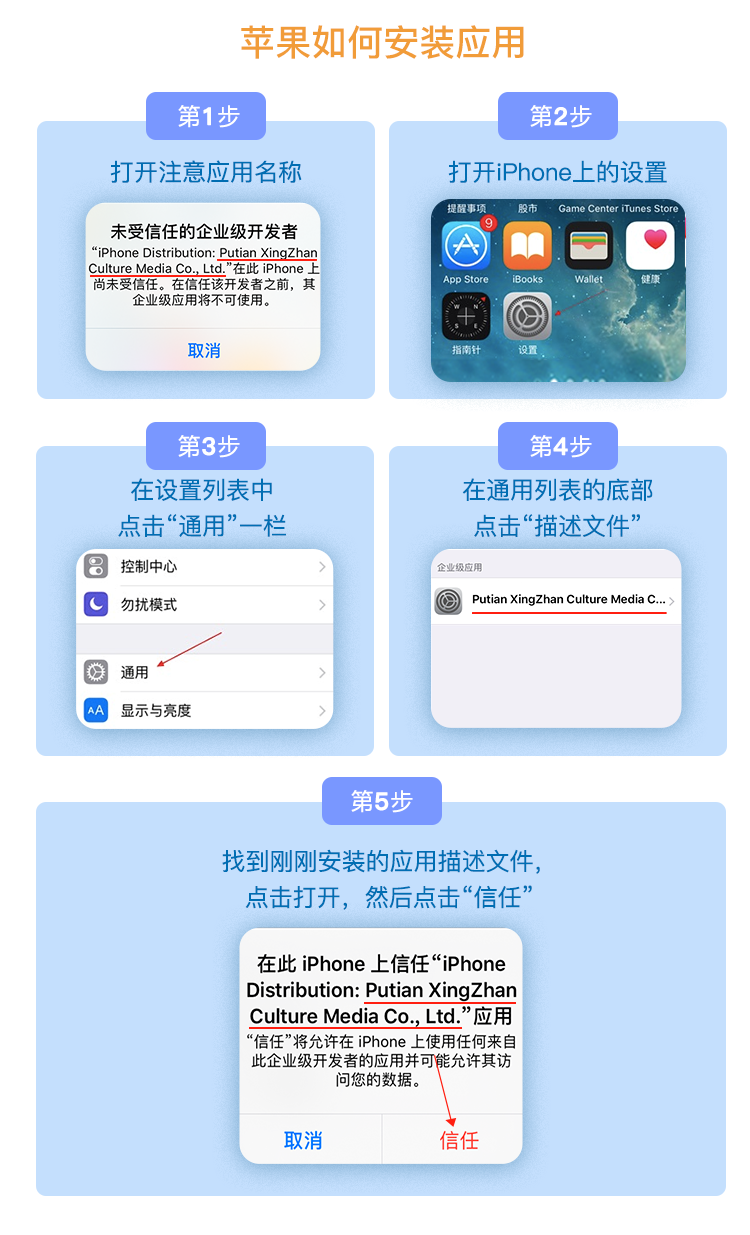 苹果如何安装应用
第1步
打开注意应用名称
未受信任的企业级开发者
“iPhone Distribution: Putian XingZhan
Culture Media Co., Ltd.”在此 iPhone 上
尚未受信任。在信任该开发者之前，其
企业级应用将不可使用。
取消
第2步
打开iPhone上的设置
提醒事项 股市 Game Center iTunes Store
9
App Store iBooks Wallet 健康
N
W E
S
指南针 设置
第3步
在设置列表中
点击“通用”一栏
控制中心
勿扰模式
通用
AA 显示与亮度
第4步
在通用列表的底部
点击“描述文件”
企业级应用
Putian XingZhan Culture Media C...
第5步
找到刚刚安装的应用描述文件，
点击打开，然后点击“信任”
在此 iPhone 上信任“iPhone
Distribution: Putian XingZhan
Culture Media Co., Ltd.”应用
“信任”将允许在 iPhone 上使用任何来自
此企业级开发者的应用并可能允许其访
问您的数据。
取消 信任